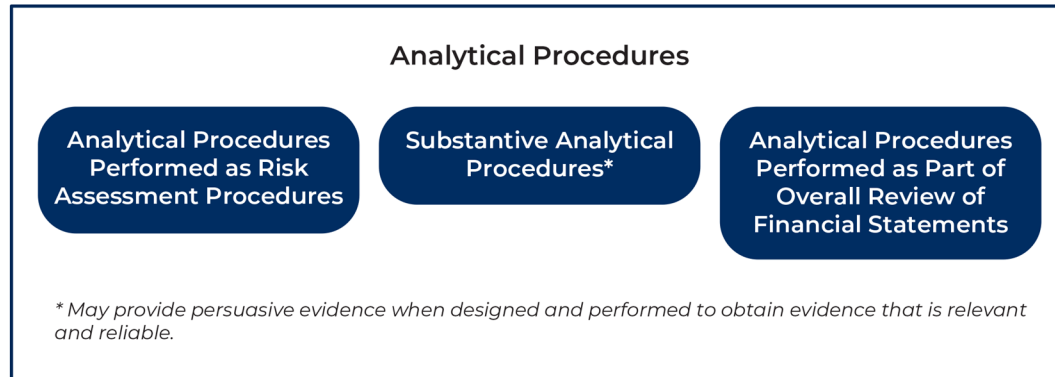 Analytical Procedures
Analytical Procedures
Performed as Risk
Assessment Procedures
Substantive Analytical
Procedures*
Analytical Procedures
Performed as Part of
Overall Review of
Financial Statements
* May provide persuasive evidence when designed and performed to obtain evidence that is relevant
and reliable.